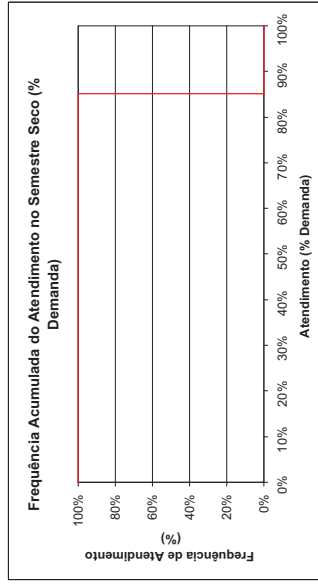 Frequência Acumulada do Atendimento no Semestre Seco (%
Demanda)
Frequência de Atendimento
(%)
100%
80%
60%
40%
20%
0%
0% 10% 20% 30% 40% 50% 60% 70% 80% 90% 100%
Atendimento (% Demanda)